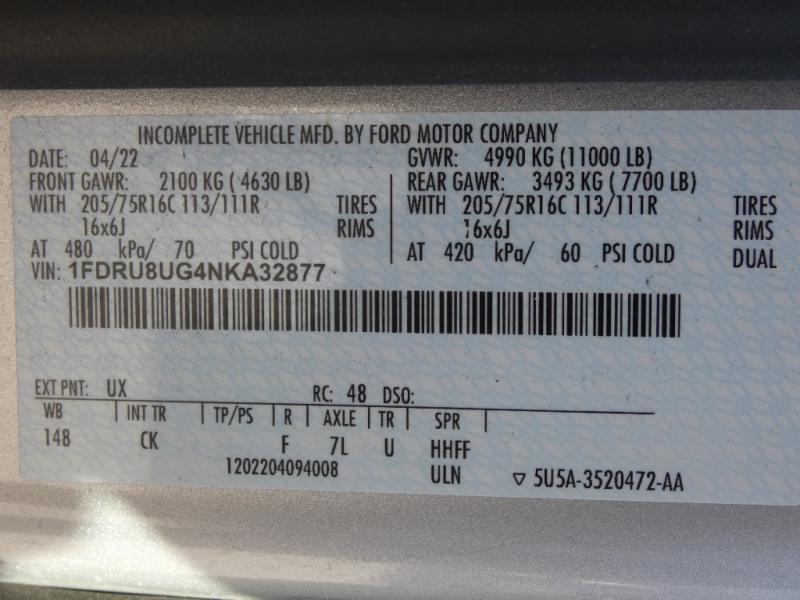 INCOMPLETE VEHICLE MFD. BY FORD MOTOR COMPANY
DATE: 04/22 GVWR: 4990 KG (11000 LB)
FRONT GAWR: 2100 KG ( 4630 LB) REAR GAWR: 3493 KG ( 7700 LB)
WITH 205/75R16C 113/111R TIRES WITH 205/75R16C 113/111R TIRES
16x6J RIMS 16x6J RIMS
AT 480 kPa/ 70 PSI COLD AT 420 kPa/ 60 PSI COLD DUAL
VIN: 1FDRU8UG4NKA32877
EXT PNT: UX RC: 48 DSO:
WB INT TR TP/PS R AXLE TR SPR
148 CK F 7L U HHFF
1202204094008 ULN ▽ 5U5A-3520472-AA